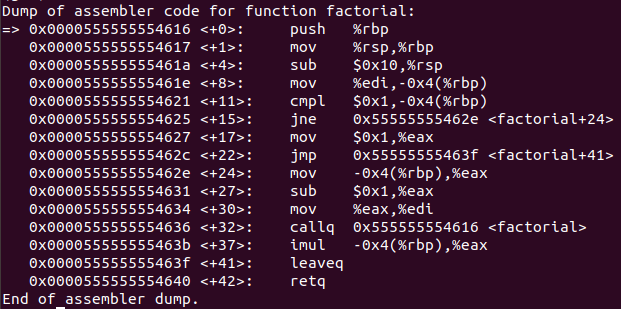 Dump of assembler code for function factorial:
=> 0x0000555555554616 <+0>: push %rbp
0x0000555555554617 <+1>: mov %rsp,%rbp
0x000055555555461a <+4>: sub $0x10,%rsp
0x000055555555461e <+8>: mov %edi,-0x4(%rbp)
0x0000555555554621 <+11>: cmpl $0x1,-0x4(%rbp)
0x0000555555554625 <+15>: jne 0x55555555462e <factorial+24>
0x0000555555554627 <+17>: mov $0x1,%eax
0x000055555555462c <+22>: jmp 0x55555555463f <factorial+41>
0x000055555555462e <+24>: mov -0x4(%rbp),%eax
0x0000555555554631 <+27>: sub $0x1,%eax
0x0000555555554634 <+30>: mov %eax,%edi
0x0000555555554636 <+32>: callq 0x555555554616 <factorial>
0x000055555555463b <+37>: imul -0x4(%rbp),%eax
0x000055555555463f <+41>: leaveq
0x0000555555554640 <+42>: retq
End of assembler dump.